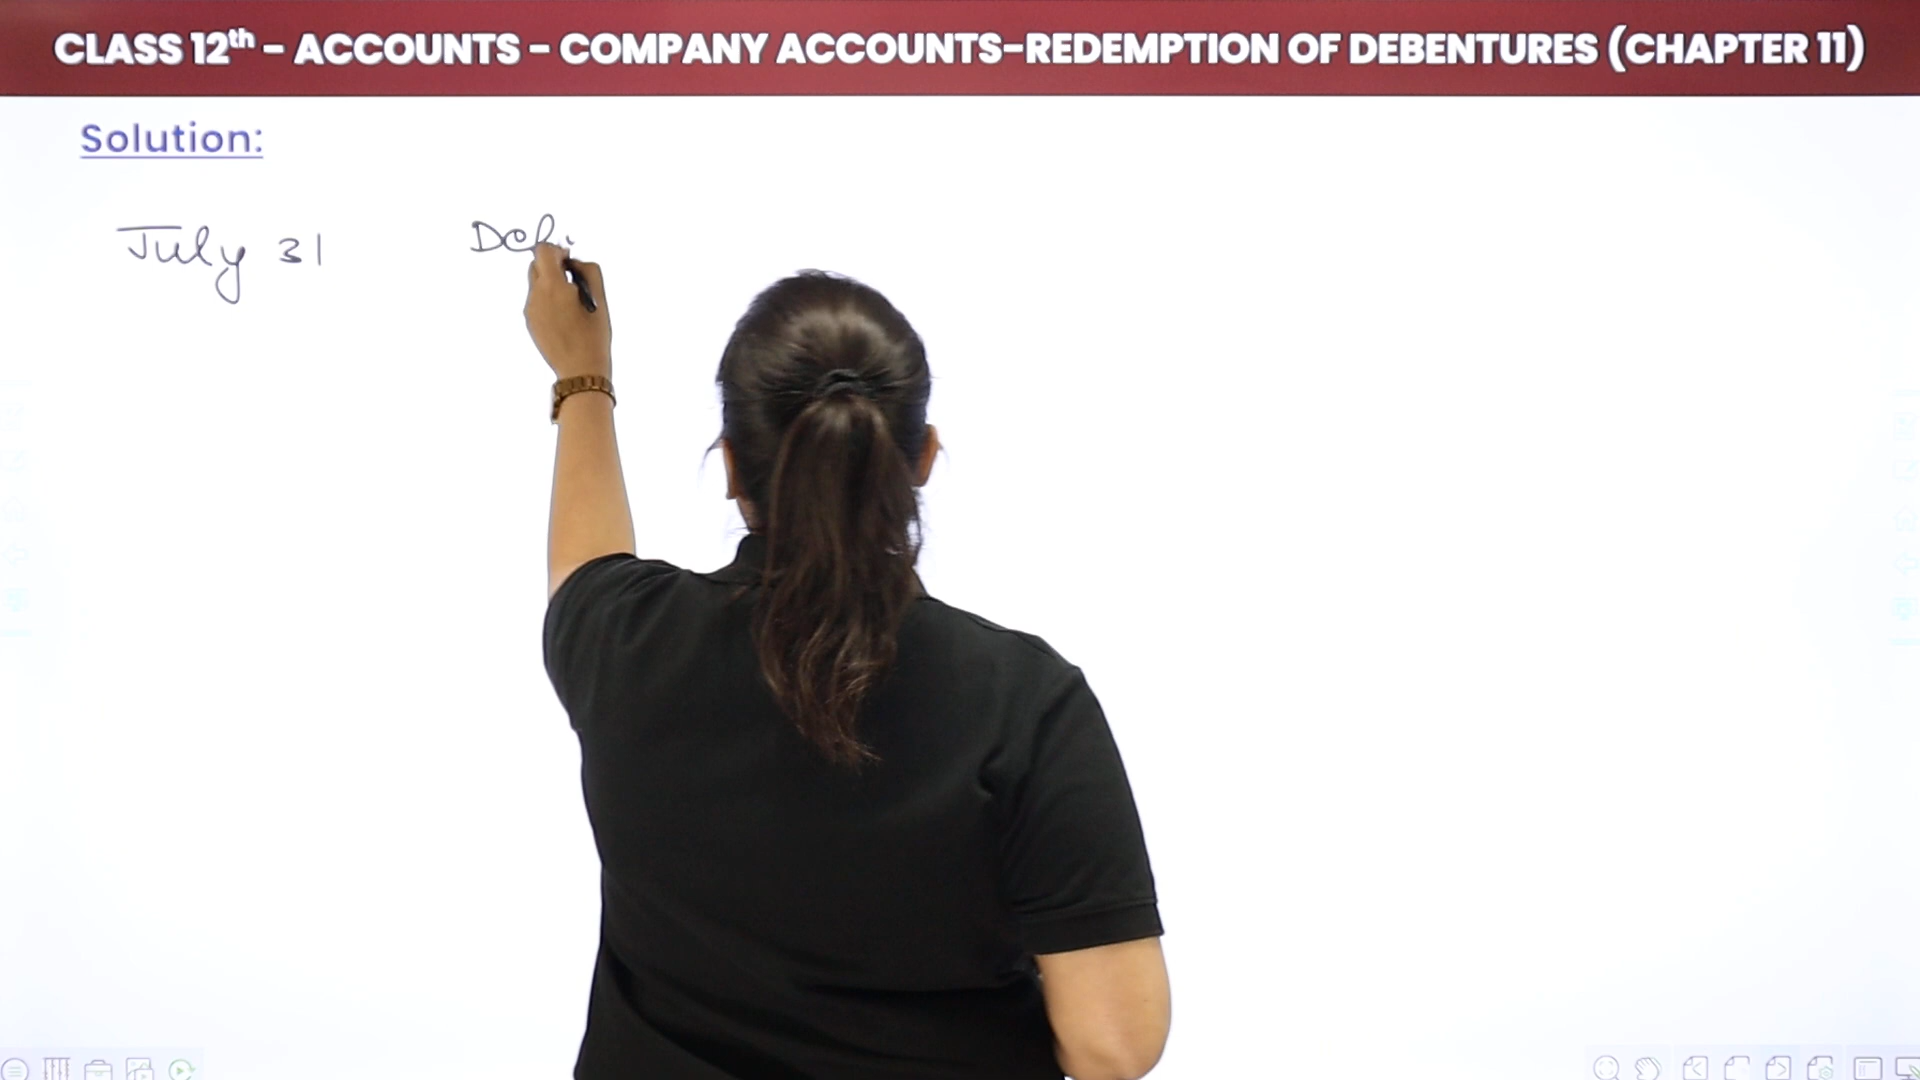 CLASS 12th - ACCOUNTS - COMPANY ACCOUNTS-REDEMPTION OF DEBENTURES (CHAPTER 11)
Solution:
July 31